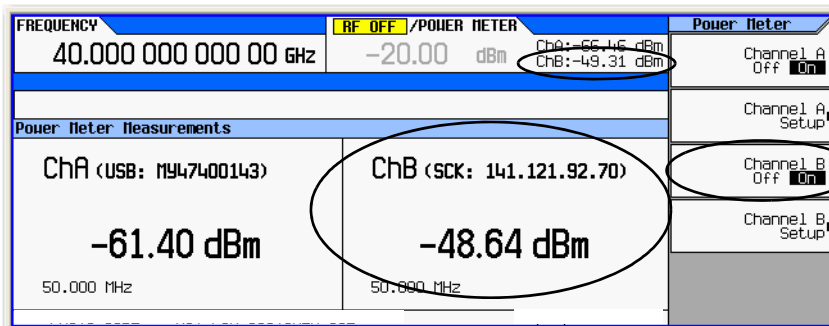 FREQUENCY
40.000 000 000 00 GHz
RF OFF /POWER METER
-20.00 dBm
ChA:-66.46 dBm
ChB:-49.31 dBm
Power Meter
Channel A
Off On
Channel A
Setup
Channel B
Off On
Channel B
Setup
Power Meter Measurements
ChA (USB: MY47400143)
-61.40 dBm
50.000 MHz
ChB (SCK: 141.121.92.70)
-48.64 dBm
50.000 MHz